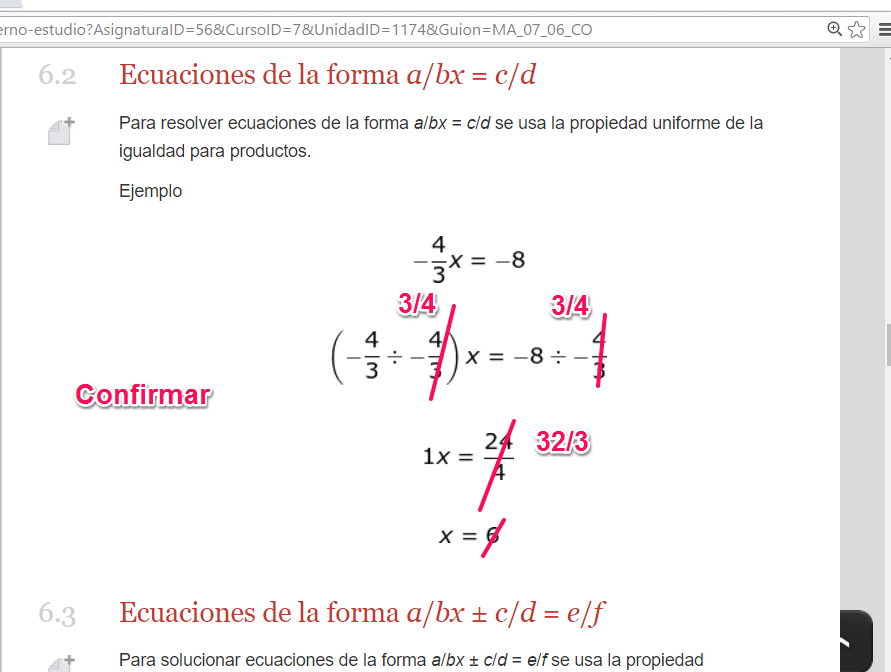 erno-estudio?AsignaturaID=56&CursoID=7&UnidadID=1174&Guion=MA_07_06_CO
6.2 Ecuaciones de la forma a/bx = c/d
Para resolver ecuaciones de la forma a/bx = c/d se usa la propiedad uniforme de la
igualdad para productos.
Ejemplo
-4/3 x = -8
3/4 3/4
(-4/3 ÷ -4/3) x = -8 ÷ -4/3
Confirmar
1x = 24/4 32/3
x = 6
6.3 Ecuaciones de la forma a/bx ± c/d = e/f
Para solucionar ecuaciones de la forma a/bx ± c/d = e/f se usa la propiedad